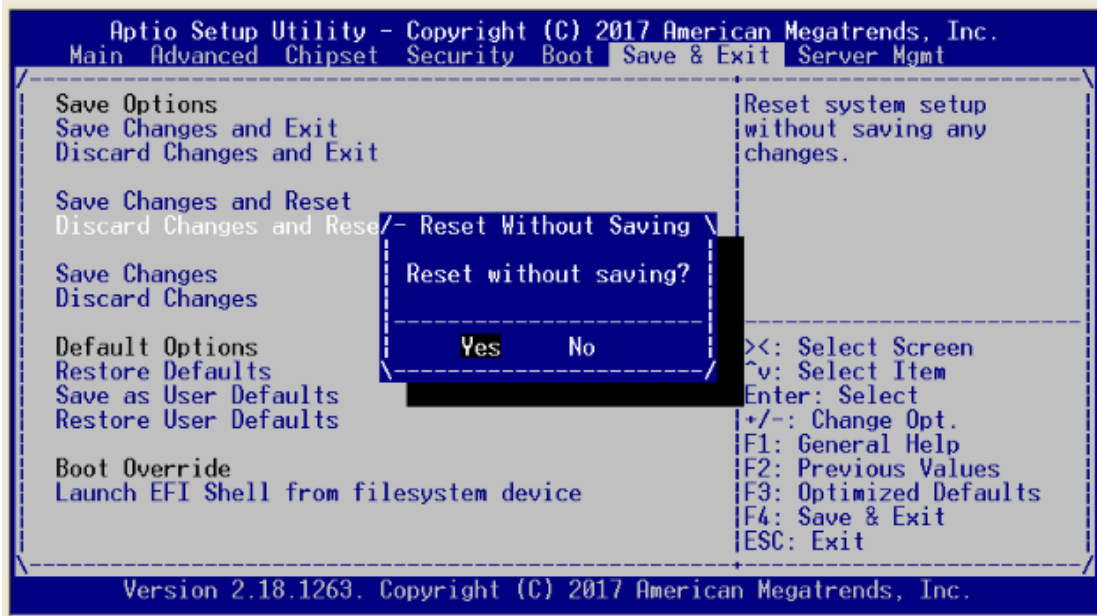 Aptio Setup Utility - Copyright (C) 2017 American Megatrends, Inc.
Main Advanced Chipset Security Boot Save & Exit Server Mgmt
Save Options
Save Changes and Exit
Discard Changes and Exit
Save Changes and Reset
Discard Changes and Rese
Save Changes
Discard Changes
Default Options
Restore Defaults
Save as User Defaults
Restore User Defaults
Boot Override
Launch EFI Shell from filesystem device
Reset Without Saving
Reset without saving?
Yes No
Reset system setup
without saving any
changes.
><: Select Screen
^v: Select Item
Enter: Select
+/-: Change Opt.
F1: General Help
F2: Previous Values
F3: Optimized Defaults
F4: Save & Exit
ESC: Exit
Version 2.18.1263. Copyright (C) 2017 American Megatrends, Inc.